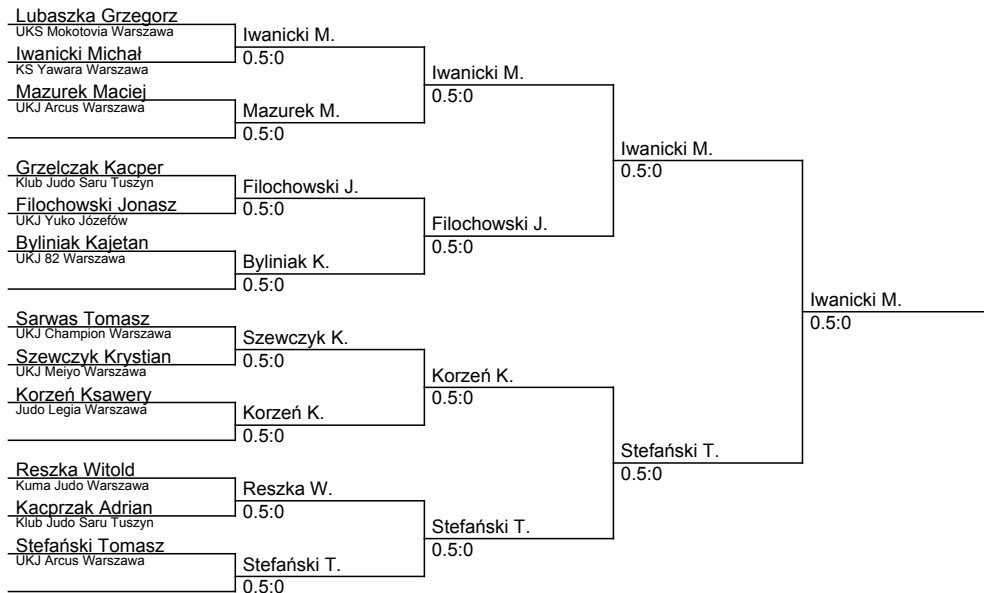 Lubaszka Grzegorz
UKS Mokotovia Warszawa
Iwanicki Michał
KS Yawara Warszawa
Mazurek Maciej
UKJ Arcus Warszawa
Grzelczak Kacper
Klub Judo Saru Tuszyn
Filochowski Jonasz
UKJ Yuko Józefów
Byliniak Kajetan
UKJ 82 Warszawa
Sarwas Tomasz
UKJ Champion Warszawa
Szewczyk Krystian
UKJ Meiyo Warszawa
Korzeń Ksawery
Judo Legia Warszawa
Reszka Witold
Kuma Judo Warszawa
Kacprzak Adrian
Klub Judo Saru Tuszyn
Stefański Tomasz
UKJ Arcus Warszawa
Iwanicki M.
0.5:0
Mazurek M.
0.5:0
Filochowski J.
0.5:0
Byliniak K.
0.5:0
Szewczyk K.
0.5:0
Korzeń K.
0.5:0
Reszka W.
0.5:0
Stefański T.
0.5:0
Iwanicki M.
0.5:0
Filochowski J.
0.5:0
Korzeń K.
0.5:0
Stefański T.
0.5:0
Iwanicki M.
0.5:0
Stefański T.
0.5:0
Iwanicki M.
0.5:0